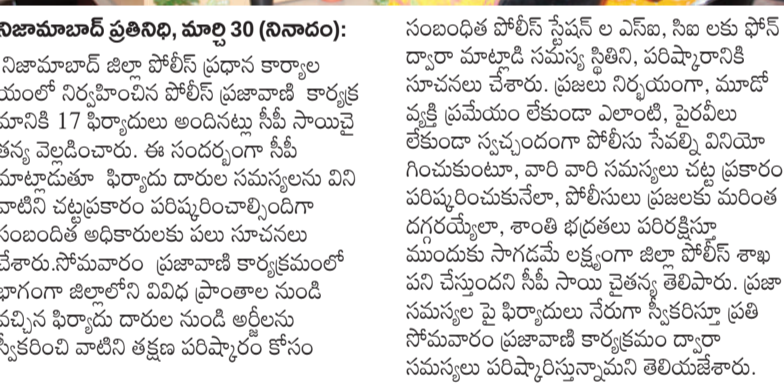 నిజామాబాద్ ప్రతినిధి, మార్చి 30 (నినాదం):
నిజామాబాద్ జిల్లా పోలీస్ ప్రధాన కార్యాల
యంలో నిర్వహించిన పోలీస్ ప్రజావాణి కార్యక్ర
మానికి 17 ఫిర్యాదులు అందినట్లు సీపీ సాయిచై
తన్య వెల్లడించారు. ఈ సందర్బంగా సీపీ
మాట్లాడుతూ ఫిర్యాదు దారుల సమస్యలను విని
వాటిని చట్టప్రకారం పరిష్కరించాల్సిందిగా
సంబందిత అధికారులకు పలు సూచనలు
చేశారు.సోమవారం ప్రజావాణి కార్యక్రమంలో
భాగంగా జిల్లాలోని వివిధ ప్రాంతాల నుండి
వచ్చిన ఫిర్యాదు దారుల నుండి అర్జీలను
స్వీకరించి వాటిని తక్షణ పరిష్కారం కోసం
సంబంధిత పోలీస్ స్టేషన్ ల ఎస్ఐ, సిఐ లకు ఫోన్
ద్వారా మాట్లాడి సమస్య స్థితిని, పరిష్కారానికి
సూచనలు చేశారు. ప్రజలు నిర్భయంగా, మూడో
వ్యక్తి ప్రమేయం లేకుండా ఎలాంటి, పైరవీలు
లేకుండా స్వచ్చందంగా పోలీసు సేవల్ని వినియో
గించుకుంటూ, వారి వారి సమస్యలు చట్ట ప్రకారం
పరిష్కరించుకునేలా, పోలీసులు ప్రజలకు మరింత
దగ్గరయ్యేలా, శాంతి భద్రతలు పరిరక్షిస్తూ
ముందుకు సాగడమే లక్ష్యంగా జిల్లా పోలీస్ శాఖ
పని చేస్తుందని సీపీ సాయి చైతన్య తెలిపారు. ప్రజా
సమస్యల పై ఫిర్యాదులు నేరుగా స్వీకరిస్తూ ప్రతి
సోమవారం ప్రజావాణి కార్యక్రమం ద్వారా
సమస్యలు పరిష్కారిస్తున్నామని తెలియజేశారు.